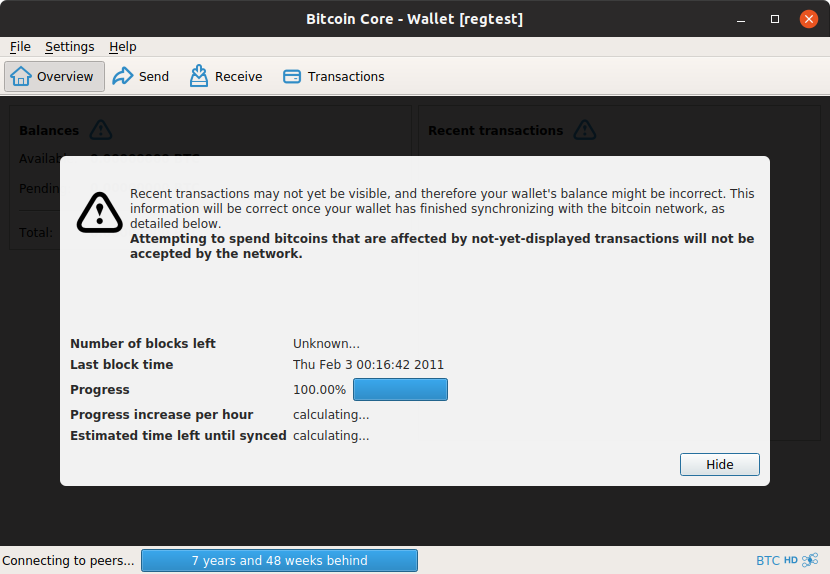 Bitcoin Core - Wallet [regtest]
File Settings Help
Overview Send Receive Transactions
Balances Recent transactions
Pendin
Total:
Recent transactions may not yet be visible, and therefore your wallet's balance might be incorrect. This
information will be correct once your wallet has finished synchronizing with the bitcoin network, as
detailed below.
Attempting to spend bitcoins that are affected by not-yet-displayed transactions will not be
accepted by the network.
Number of blocks left Unknown...
Last block time Thu Feb 3 00:16:42 2011
Progress 100.00%
Progress increase per hour calculating...
Estimated time left until synced calculating...
Hide
Connecting to peers... 7 years and 48 weeks behind BTC HD